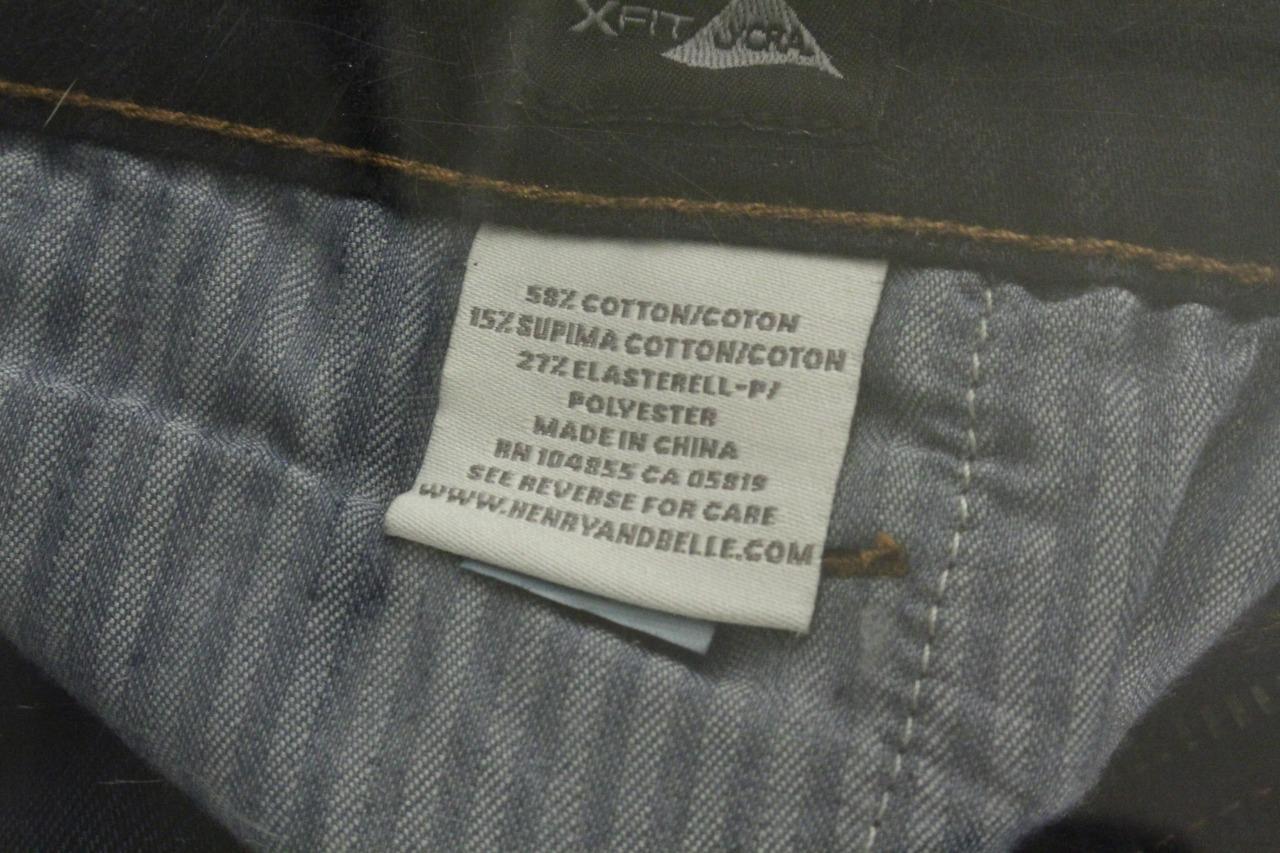 XFIT LYCRA
58% COTTON/COTON
15% SUPIMA COTTON/COTON
27% ELASTERELL-P/
POLYESTER
MADE IN CHINA
RN 104855 CA 05819
SEE REVERSE FOR CARE
WWW.HENRYANDBELLE.COM